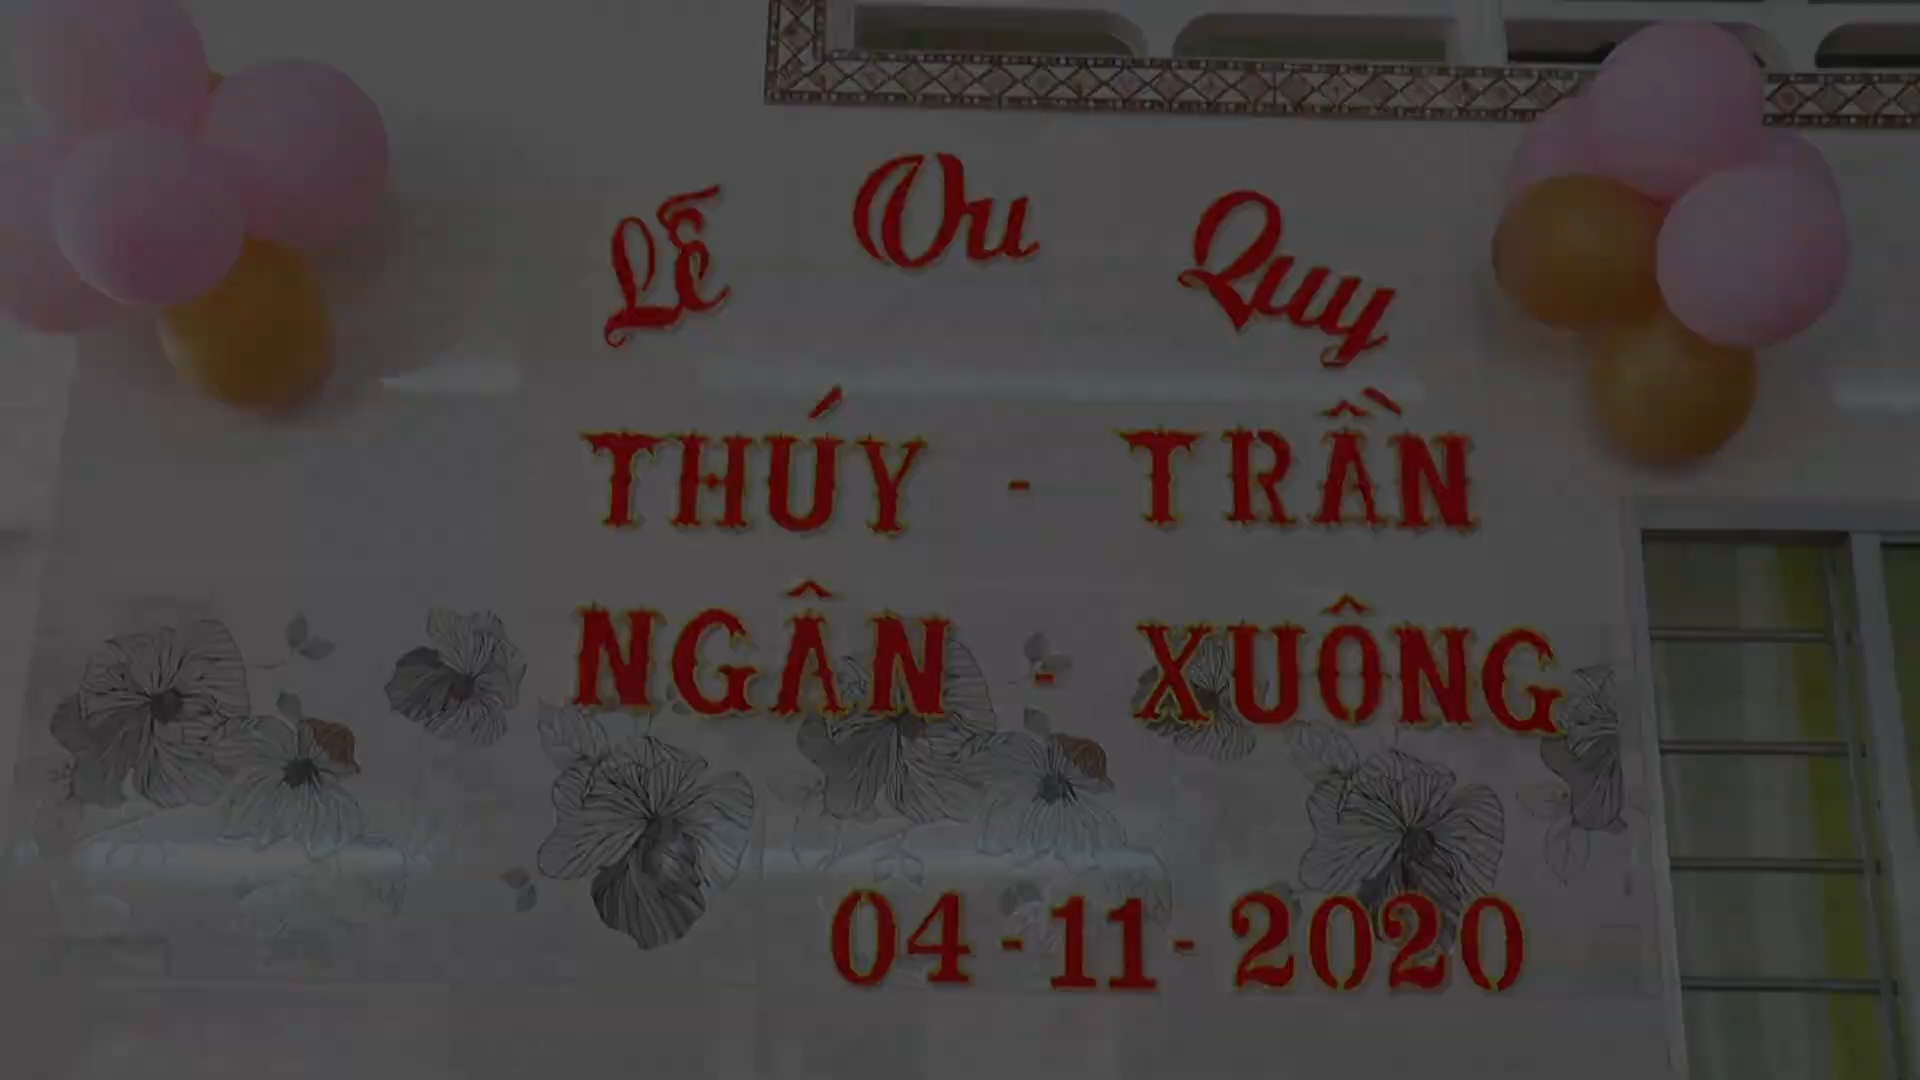 Lễ Vu Quy
THÚY - TRẦN
NGÂN - XUÔNG
04-11-2020